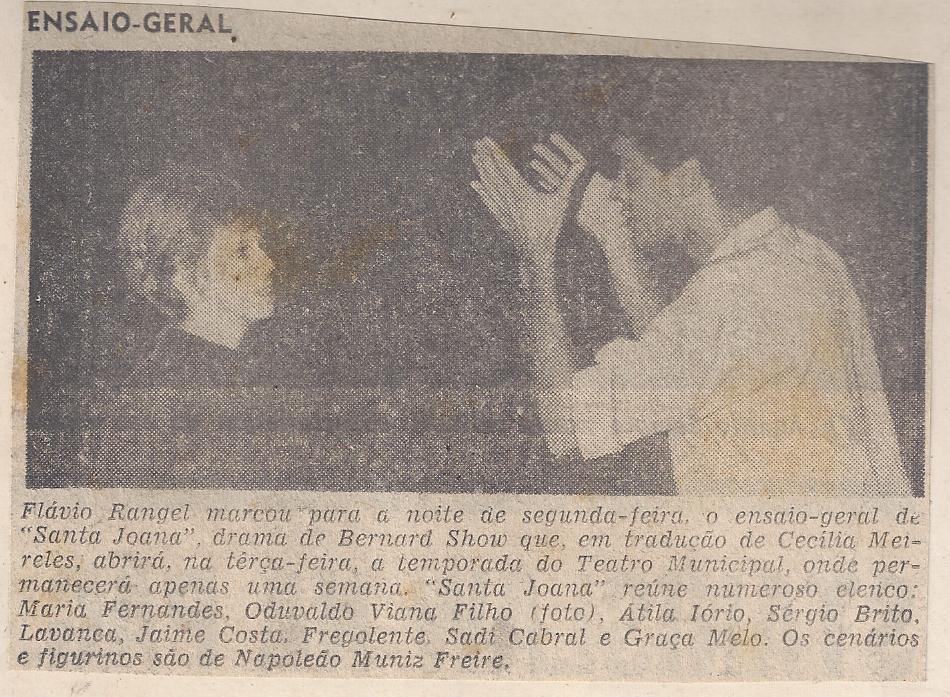 ENSAIO-GERAL
Flávio Rangel marcou para a noite de segunda-feira, o ensaio-geral de
"Santa Joana", drama de Bernard Show que, em tradução de Cecília Mei-
reles, abrirá, na têrça-feira, a temporada do Teatro Municipal, onde per-
manecerá apenas uma semana. "Santa Joana" reúne numeroso elenco:
Maria Fernandes, Oduvaldo Viana Filho (foto), Átila Iório, Sérgio Brito,
Lavanca, Jaime Costa, Fregolente, Sadi Cabral e Graça Melo. Os cenários
e figurinos são de Napoleão Muniz Freire.